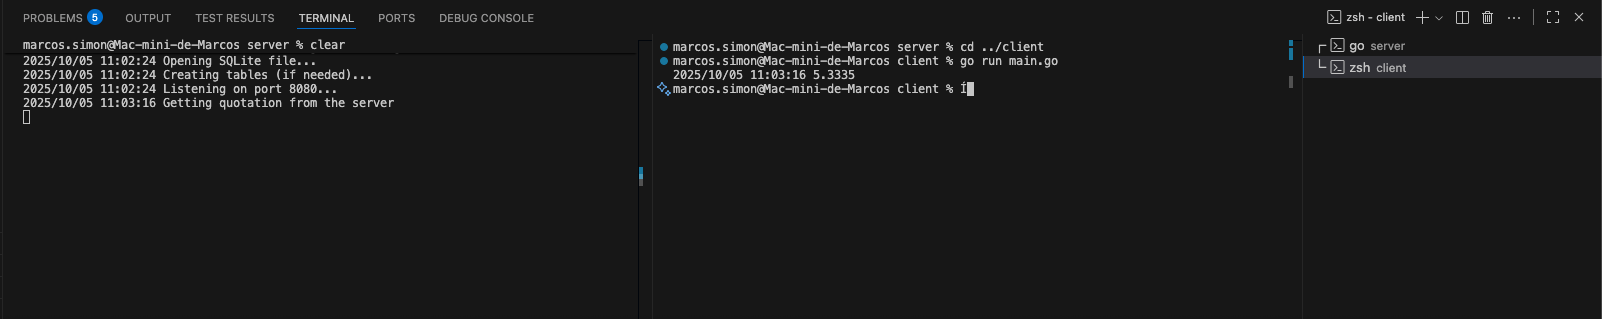 PROBLEMS 5 OUTPUT TEST RESULTS TERMINAL PORTS DEBUG CONSOLE
zsh - client
marcos.simon@Mac-mini-de-Marcos server % clear
2025/10/05 11:02:24 Opening SQLite file...
2025/10/05 11:02:24 Creating tables (if needed)...
2025/10/05 11:02:24 Listening on port 8080...
2025/10/05 11:03:16 Getting quotation from the server
marcos.simon@Mac-mini-de-Marcos server % cd ../client
marcos.simon@Mac-mini-de-Marcos client % go run main.go
2025/10/05 11:03:16 5.3335
marcos.simon@Mac-mini-de-Marcos client % Í
go server
zsh client